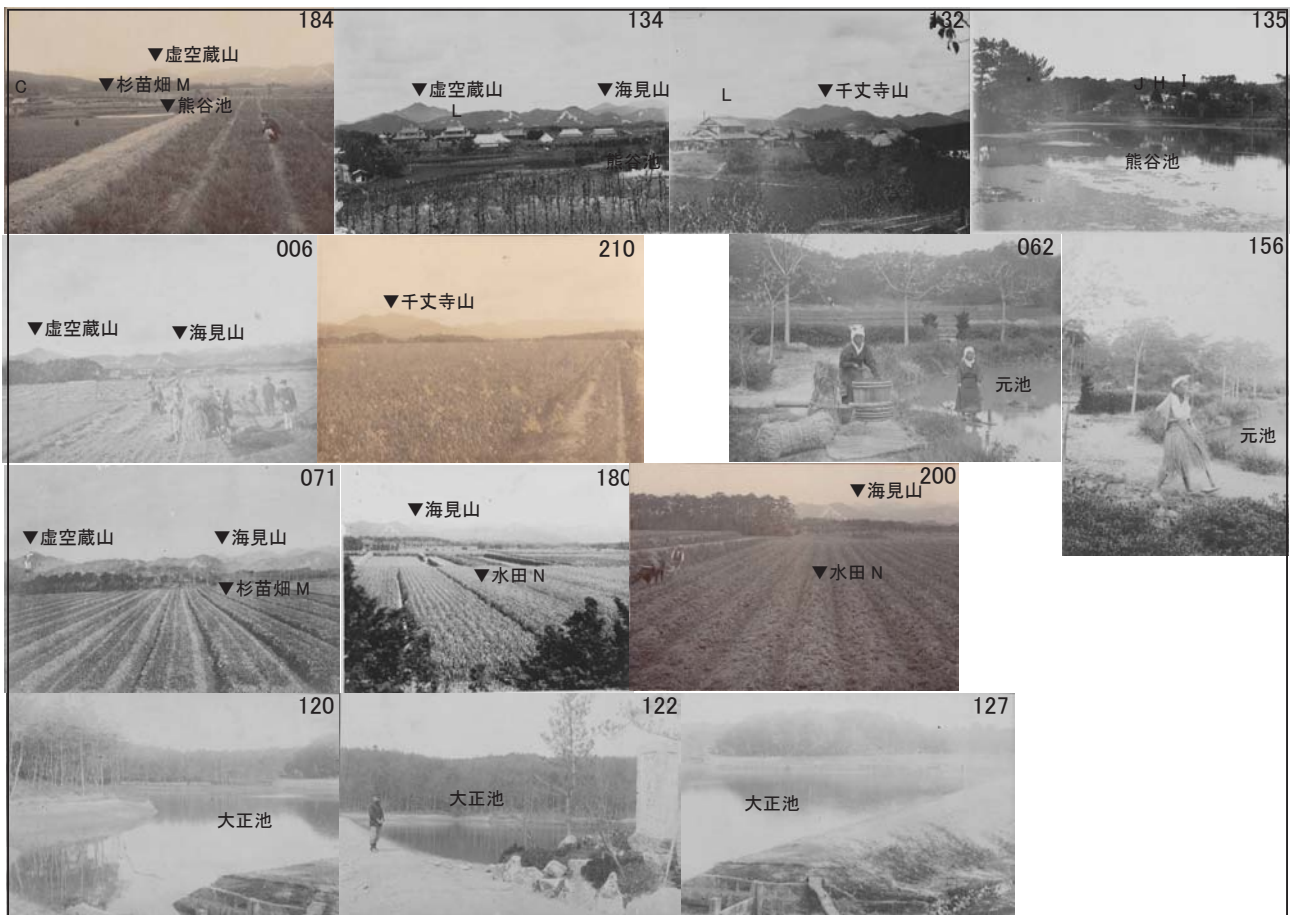 184
▼虚空蔵山
▼杉苗畑 M
C
▼熊谷池
134
▼虚空蔵山
▼海見山
L
熊谷池
132
L
▼千丈寺山
135
J H I
熊谷池
006
▼虚空蔵山
▼海見山
210
▼千丈寺山
062
元池
156
元池
071
▼虚空蔵山
▼海見山
▼杉苗畑 M
180
▼海見山
▼水田 N
200
▼海見山
▼水田 N
120
大正池
122
大正池
127
大正池